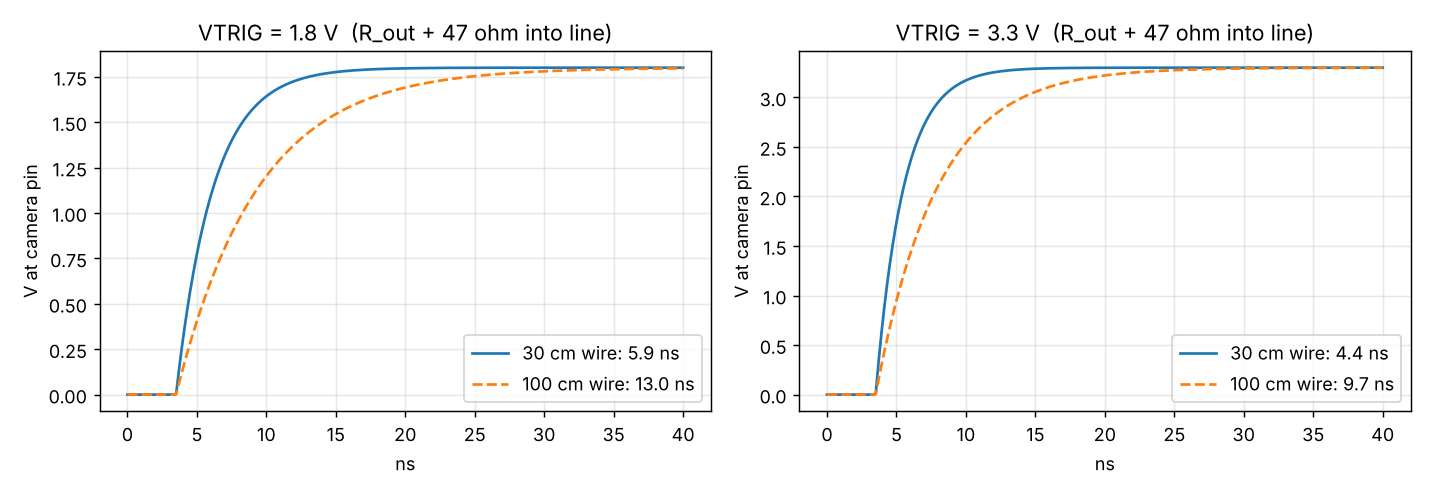 VTRIG = 1.8 V  (R_out + 47 ohm into line)
V at camera pin
1.75
1.50
1.25
1.00
0.75
0.50
0.25
0.00
30 cm wire: 5.9 ns
100 cm wire: 13.0 ns
0 5 10 15 20 25 30 35 40
ns
VTRIG = 3.3 V  (R_out + 47 ohm into line)
V at camera pin
3.0
2.5
2.0
1.5
1.0
0.5
0.0
30 cm wire: 4.4 ns
100 cm wire: 9.7 ns
0 5 10 15 20 25 30 35 40
ns